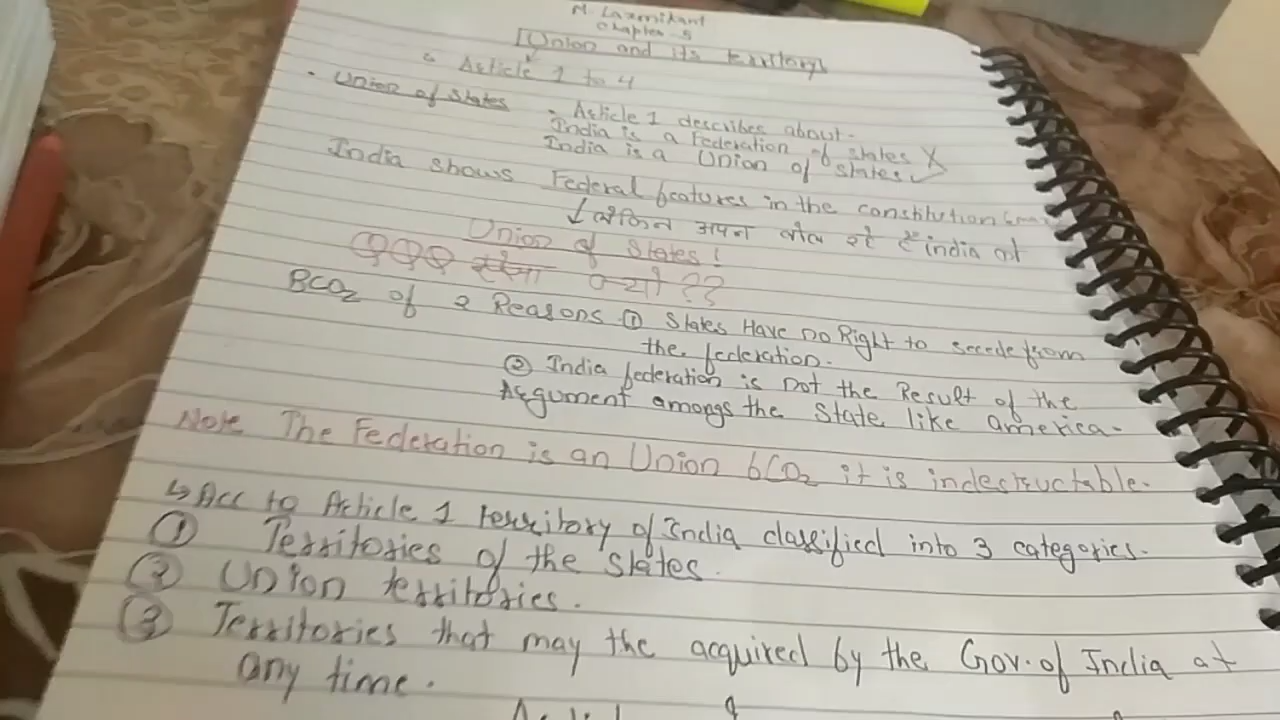 M. Laxmikant
Chapter-5
Union and its territory
Article 1 to 4
Union of States - Article 1 describes about-
India is a Federation of states X
India is a Union of states.
India shows Federal features in the constitution
↓ लेकिन अपन बोल रहे है india को
Union of States!
क्यों ??
BCO2 of 2 Reasons ① States Have no Right to secede from
the federation.
② India federation is not the Result of the
Argument amongs the State like america-
Note The Federation is an Union bCO2 it is indestructable-
↳ Acc to Article 1 territory of India classified into 3 categories-
① Territories of the states.
② Union territories.
③ Territories that may the acquired by the Gov. of India at
any time.